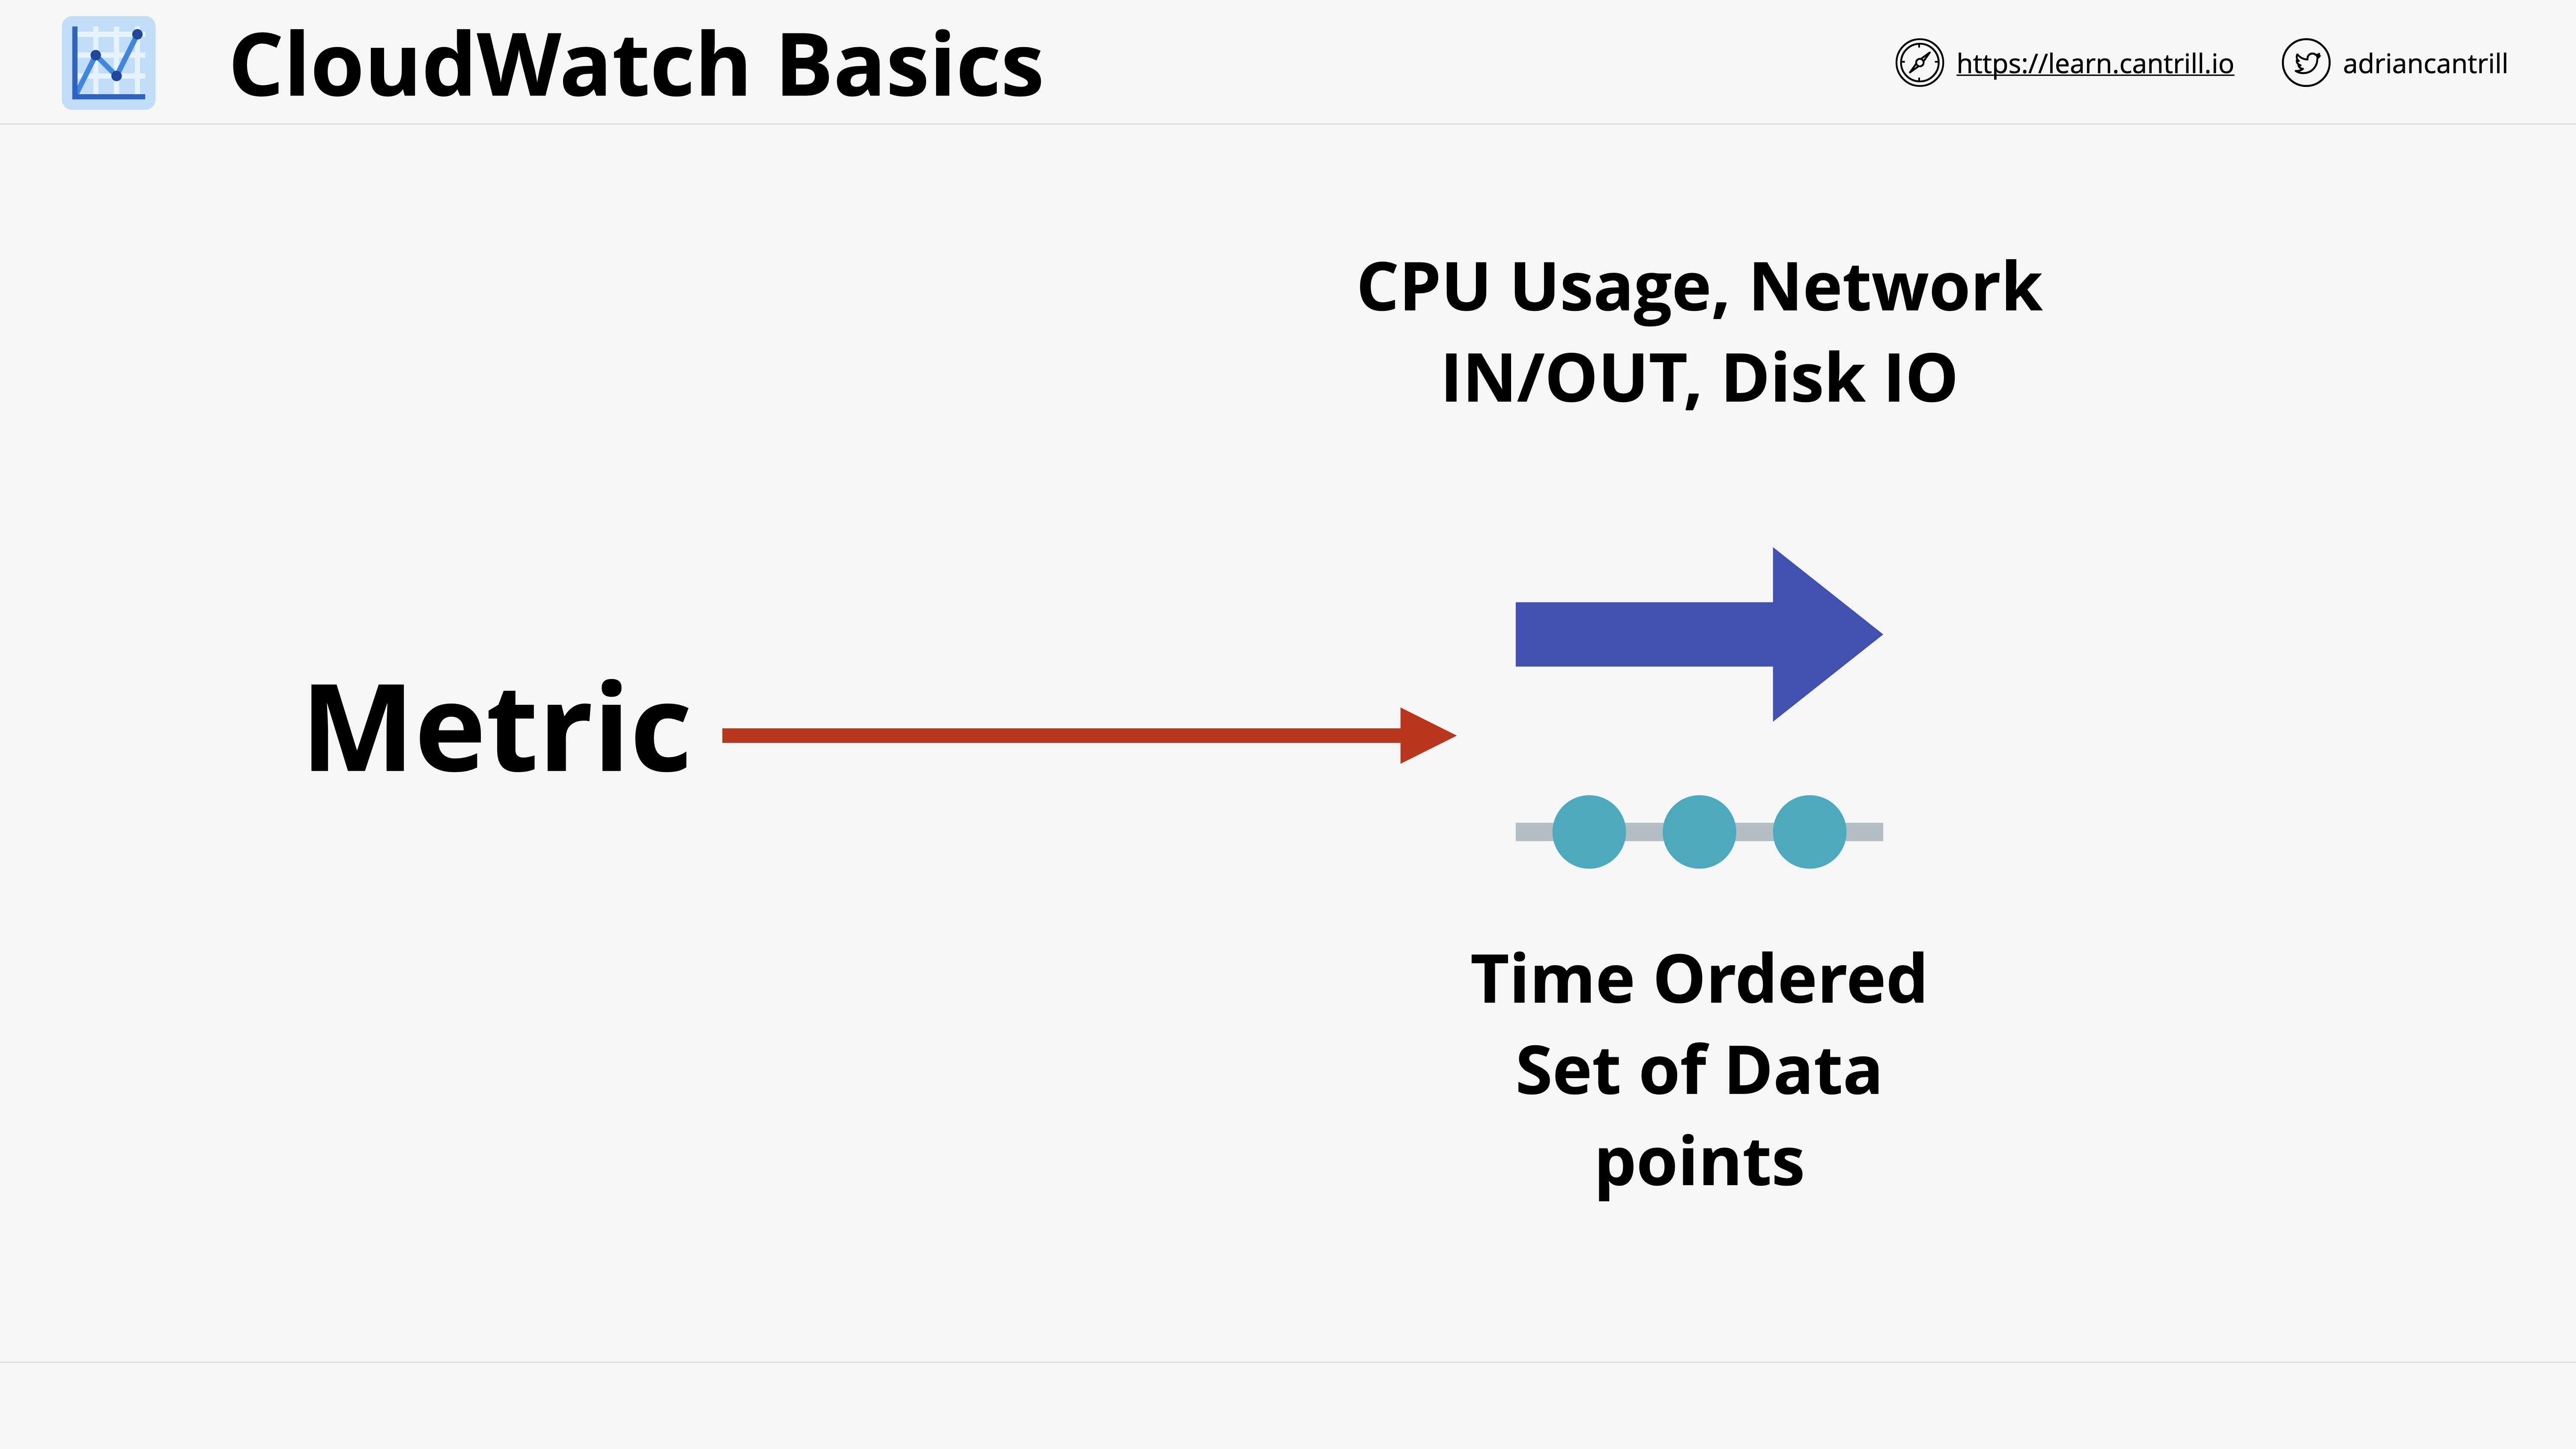 CloudWatch Basics
https://learn.cantrill.io
adriancantrill
CPU Usage, Network
IN/OUT, Disk IO
Metric
Time Ordered
Set of Data
points